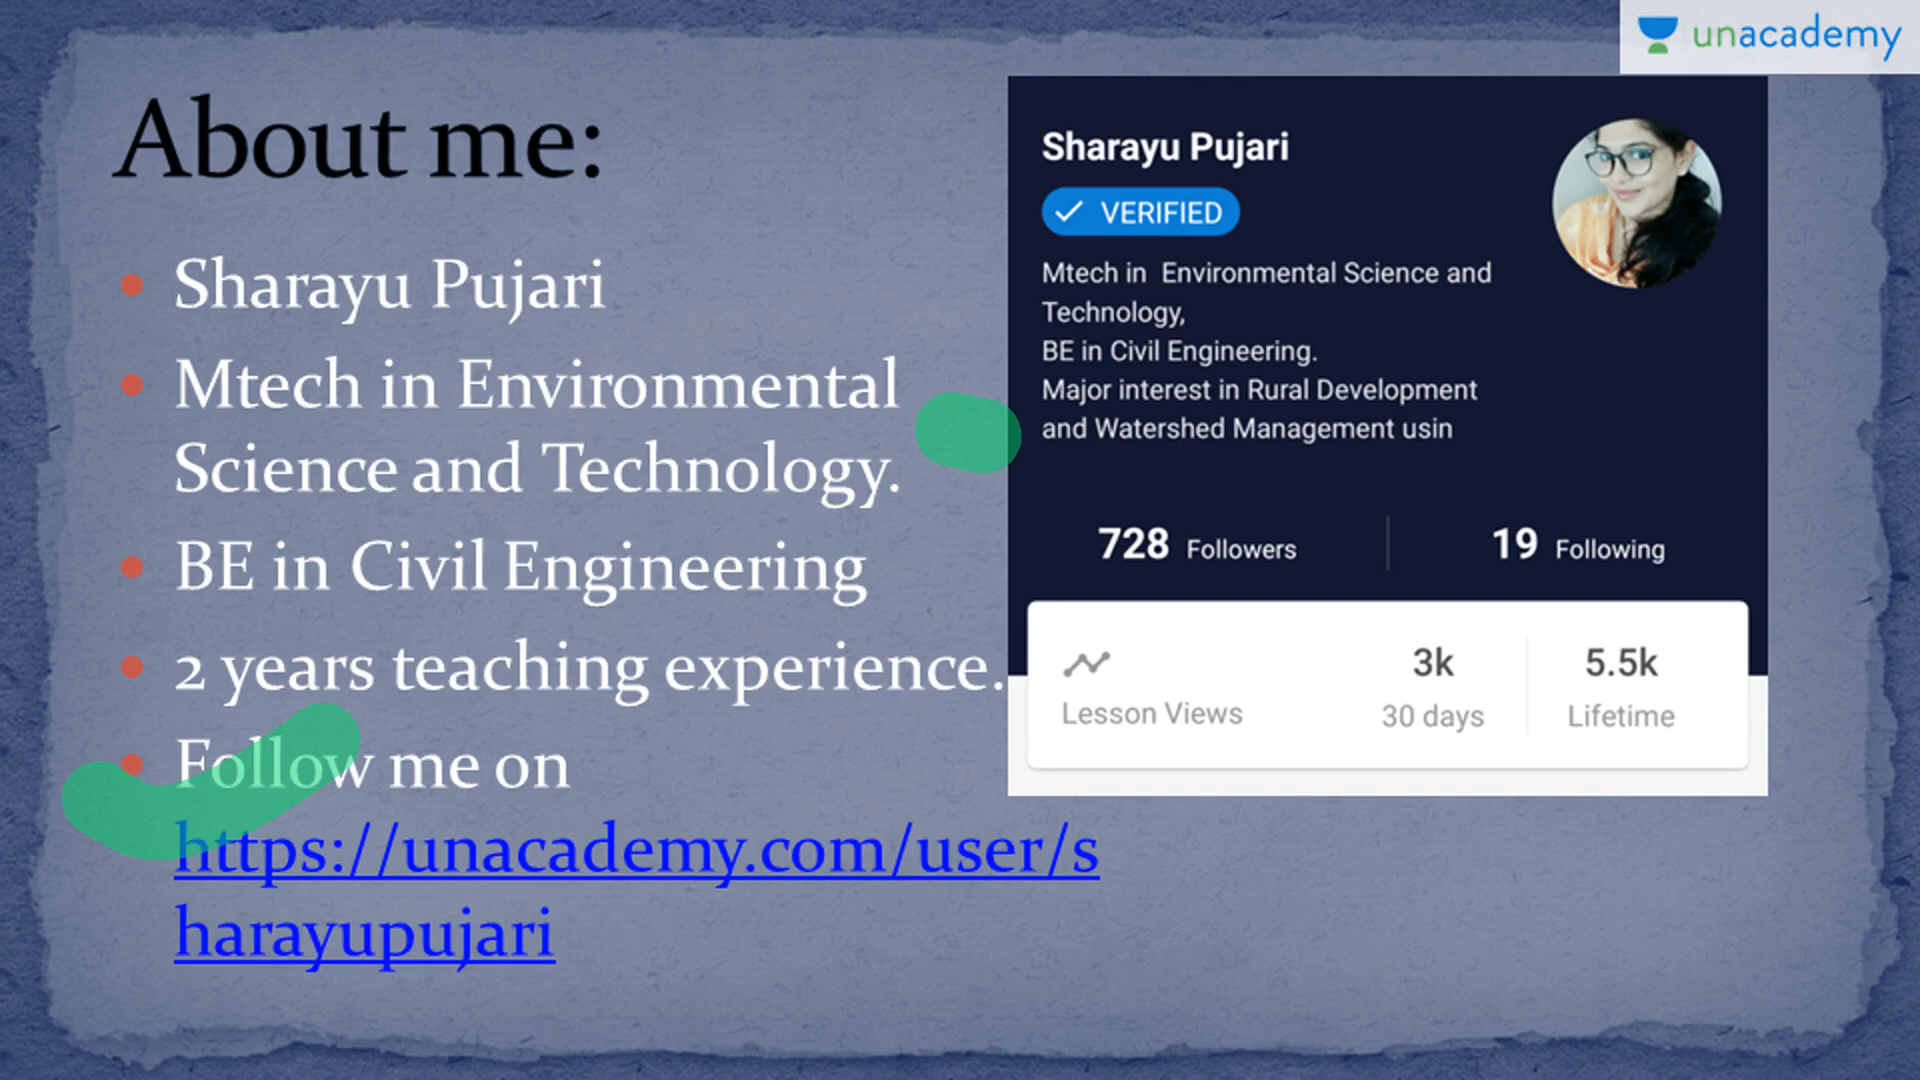 unacademy
About me:
Sharayu Pujari
Mtech in Environmental
Science and Technology.
BE in Civil Engineering
2 years teaching experience.
Follow me on
https://unacademy.com/user/s
harayupujari
Sharayu Pujari
VERIFIED
Mtech in Environmental Science and
Technology,
BE in Civil Engineering.
Major interest in Rural Development
and Watershed Management usin
728 Followers 19 Following
3k 5.5k
Lesson Views 30 days Lifetime